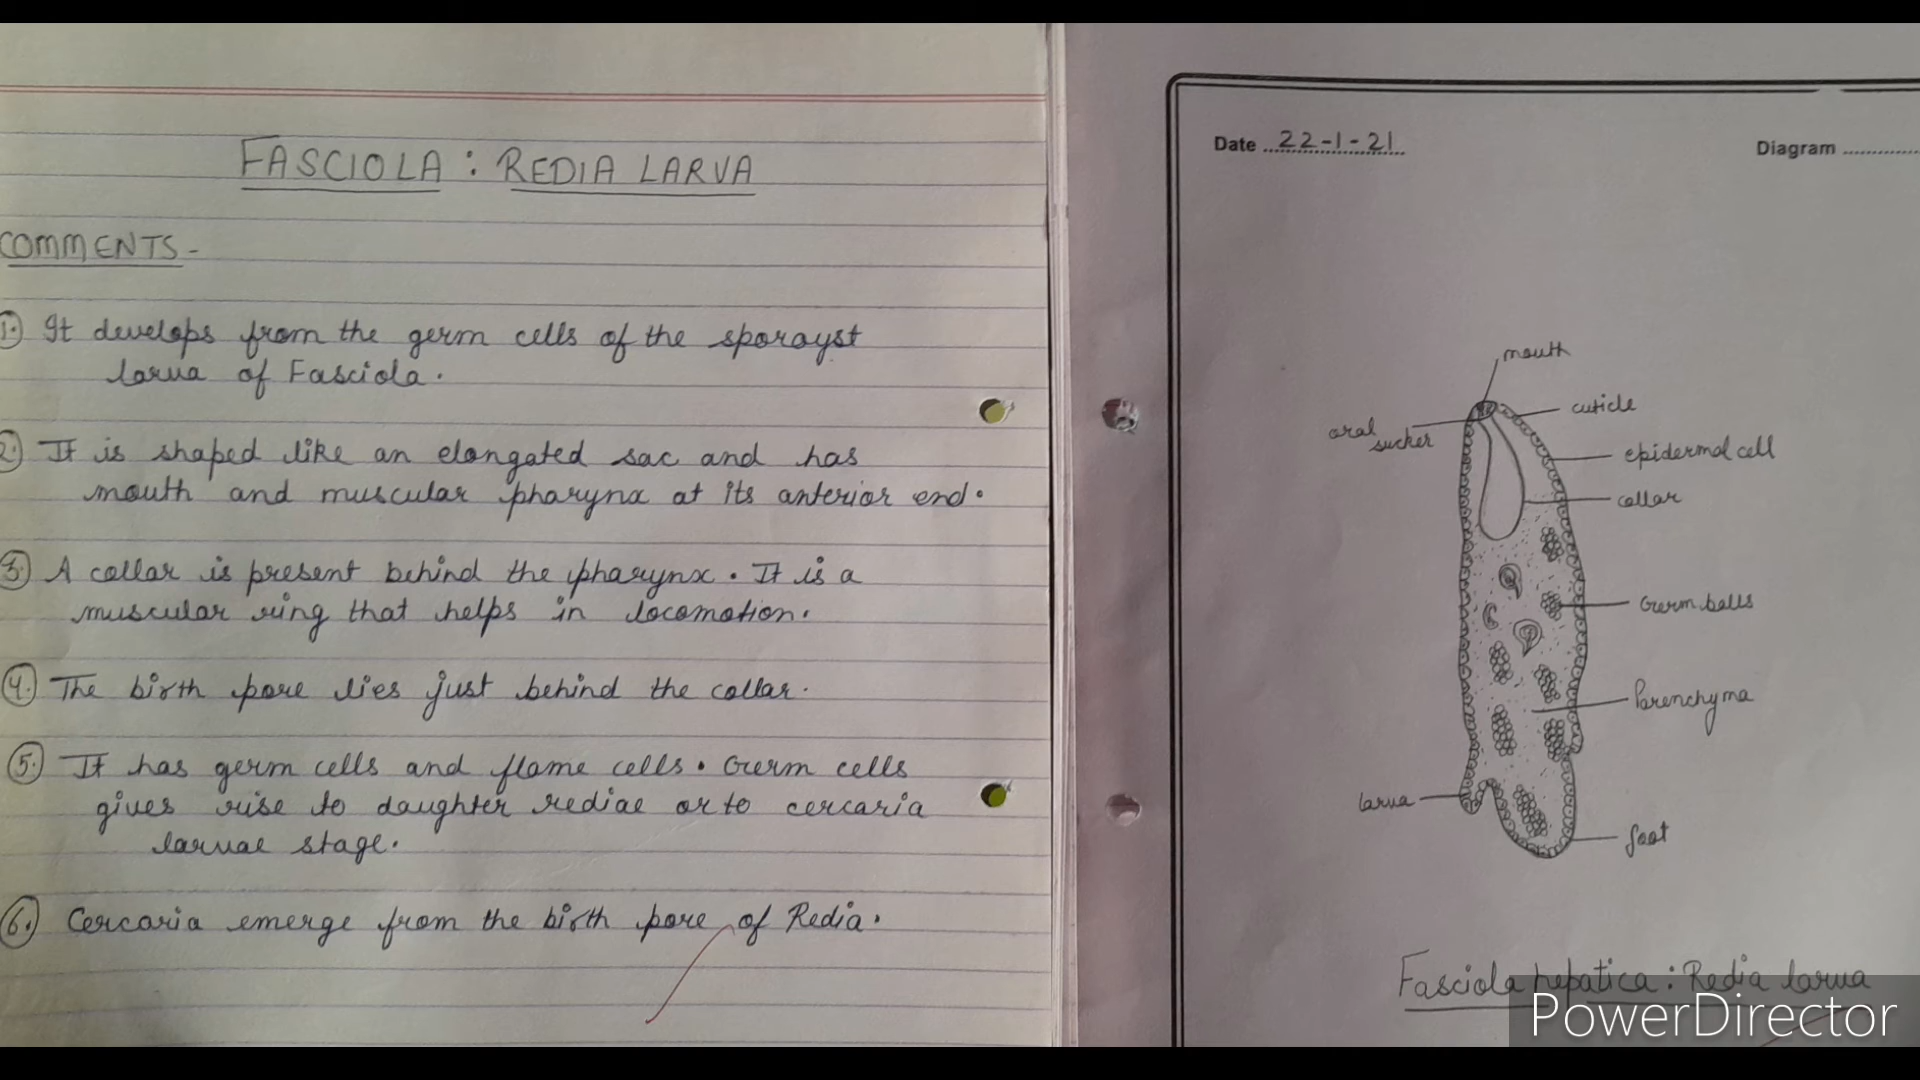 FASCIOLA : REDIA LARVA
COMMENTS -
1. It develops from the germ cells of the sporoyst
larva of Fasciola.
2. It is shaped like an elongated sac and has
mouth and muscular pharynx at its anterior end.
3. A collar is present behind the pharynx. It is a
muscular ring that helps in locomotion.
4. The birth pore lies just behind the collar.
5. It has germ cells and flame cells. Germ cells
gives rise to daughter rediae or to cercaria
larvae stage.
6. Cercaria emerge from the birth pore of Redia.
Date 22-1-21
Diagram
mouth
cuticle
oral sucker
epidermal cell
collar
Germ balls
Parenchyma
larva
foot
Fasciola hepatica : Redia larva
PowerDirector